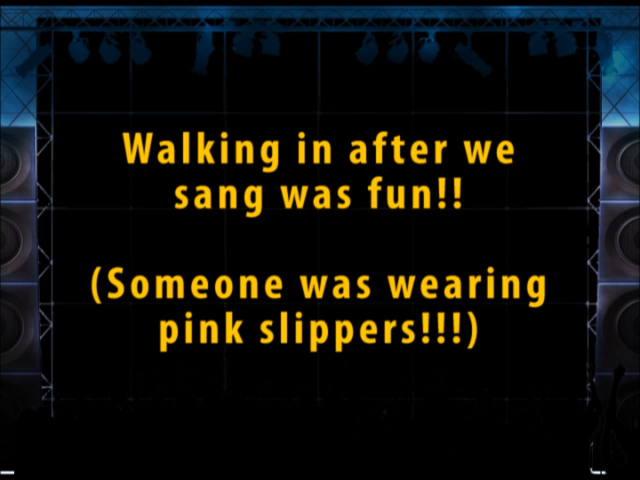 Walking in after we
sang was fun!!
(Someone was wearing
pink slippers!!!)